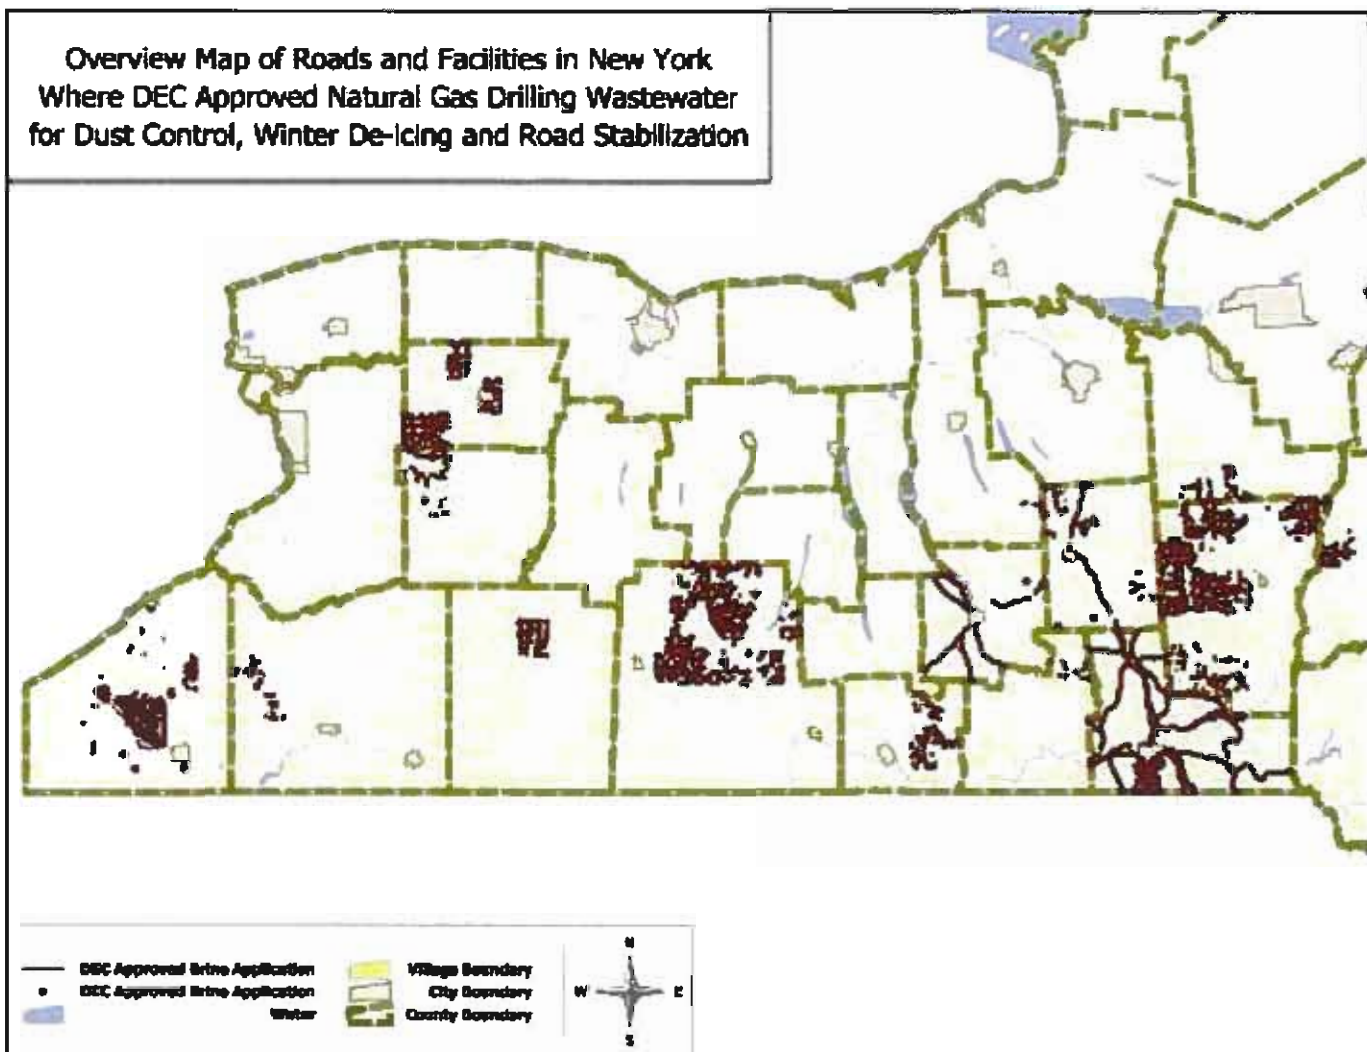 Overview Map of Roads and Facilities in New York
Where DEC Approved Natural Gas Drilling Wastewater
for Dust Control, Winter De-icing and Road Stabilization
DEC Approved Brine Application
DEC Approved Brine Application
Water
Village Boundary
City Boundary
County Boundary
N
W E
S